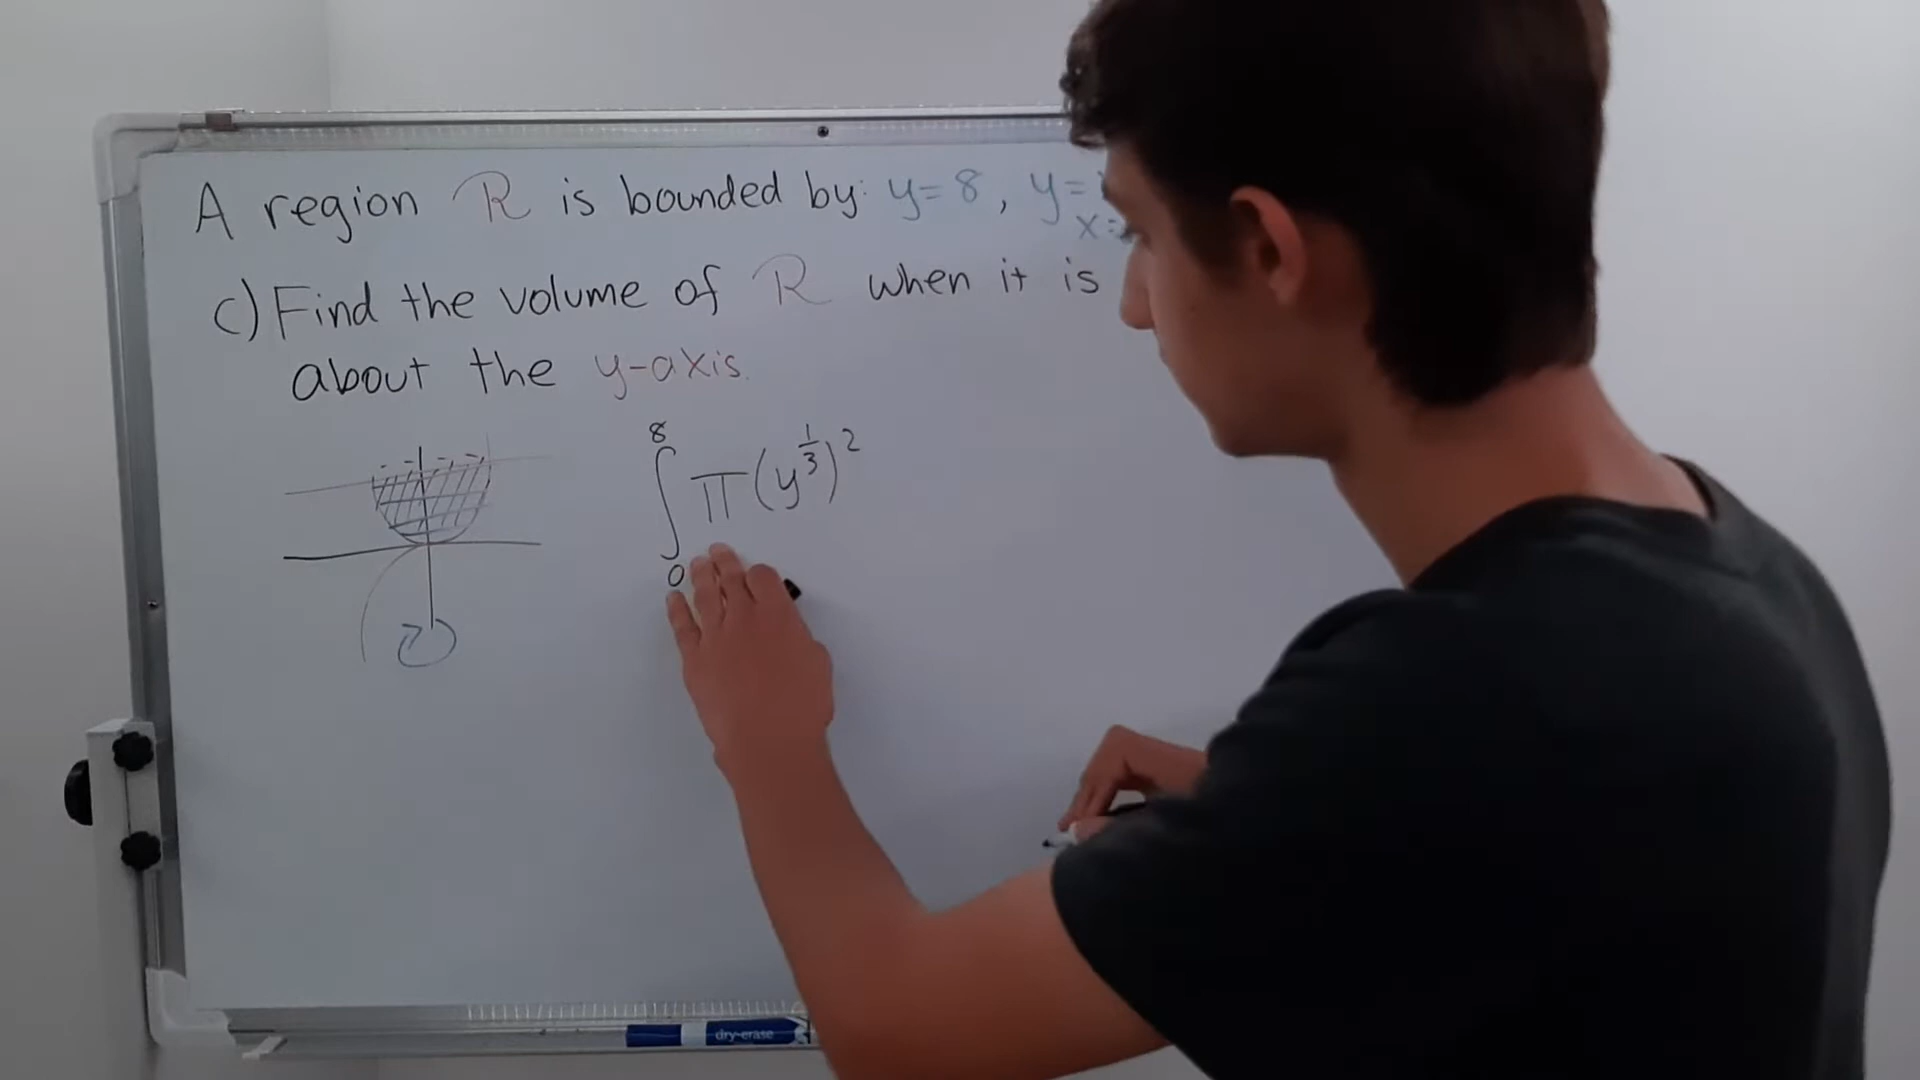 A region R is bounded by: y=8, y=
x=
c) Find the volume of R when it is
about the y-axis.
8
∫ π(y^{1/3})^2
0
dry-erase